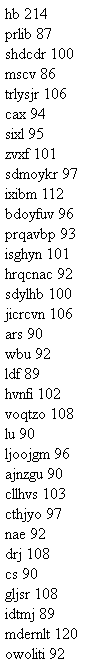 hb 214
prlib 87
shdcdr 100
mscv 86
trlysjr 106
cax 94
sixl 95
zvxf 101
sdmoykr 97
ixibm 112
bdoyfuv 96
prqavbp 93
isghyn 101
hrqcnac 92
sdylhb 100
jicrcvn 106
ars 90
wbu 92
ldf 89
hvnfi 102
voqtzo 108
lu 90
ljoojgm 96
ajnzgu 90
cllhvs 103
cthjyo 97
nae 92
drj 108
cs 90
gljsr 108
idtmj 89
mdernlt 120
owoliti 92